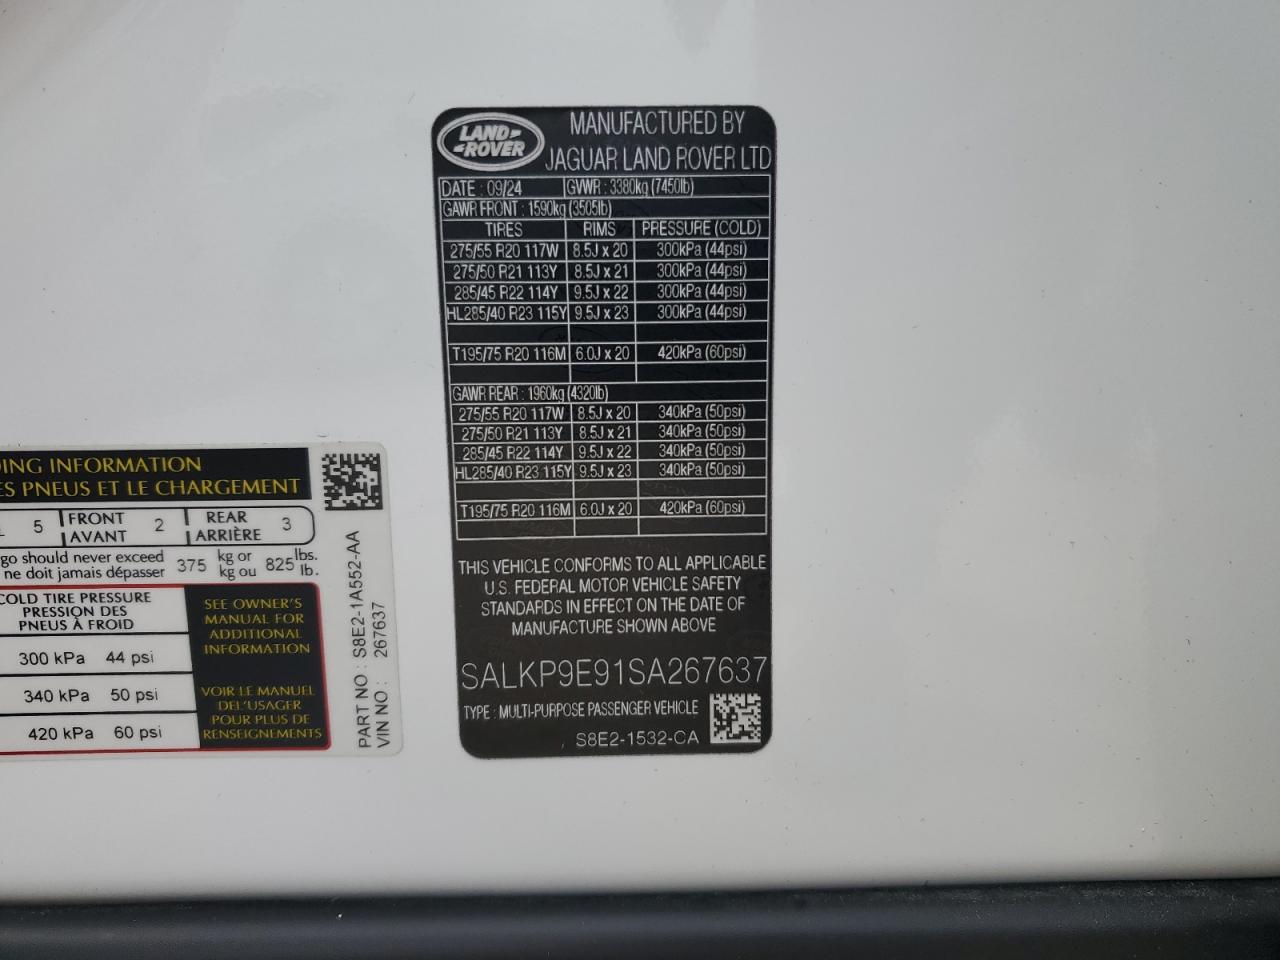 LAND ROVER
MANUFACTURED BY
JAGUAR LAND ROVER LTD
DATE : 09/24 GVWR : 3380kg (7450lb)
GAWR FRONT : 1590kg (3505lb)
TIRES RIMS PRESSURE (COLD)
275/55 R20 117W 8.5J x 20 300kPa (44psi)
275/50 R21 113Y 8.5J x 21 300kPa (44psi)
285/45 R22 114Y 9.5J x 22 300kPa (44psi)
HL285/40 R23 115Y 9.5J x 23 300kPa (44psi)
T195/75 R20 116M 6.0J x 20 420kPa (60psi)
GAWR REAR : 1960kg (4320lb)
275/55 R20 117W 8.5J x 20 340kPa (50psi)
275/50 R21 113Y 8.5J x 21 340kPa (50psi)
285/45 R22 114Y 9.5J x 22 340kPa (50psi)
HL285/40 R23 115Y 9.5J x 23 340kPa (50psi)
T195/75 R20 116M 6.0J x 20 420kPa (60psi)
THIS VEHICLE CONFORMS TO ALL APPLICABLE
U.S. FEDERAL MOTOR VEHICLE SAFETY
STANDARDS IN EFFECT ON THE DATE OF
MANUFACTURE SHOWN ABOVE
SALKP9E91SA267637
TYPE : MULTI-PURPOSE PASSENGER VEHICLE
S8E2-1532-CA
ING INFORMATION
ES PNEUS ET LE CHARGEMENT
5 FRONT 2 REAR 3
AVANT ARRIÈRE
go should never exceed 375 kg or 825 lbs.
ne doit jamais dépasser kg ou lb.
COLD TIRE PRESSURE
PRESSION DES
PNEUS À FROID
300 kPa 44 psi
340 kPa 50 psi
420 kPa 60 psi
SEE OWNER'S
MANUAL FOR
ADDITIONAL
INFORMATION
VOIR LE MANUEL
DEL'USAGER
POUR PLUS DE
RENSEIGNEMENTS
PART NO : S8E2-1A552-AA
VIN NO : 267637